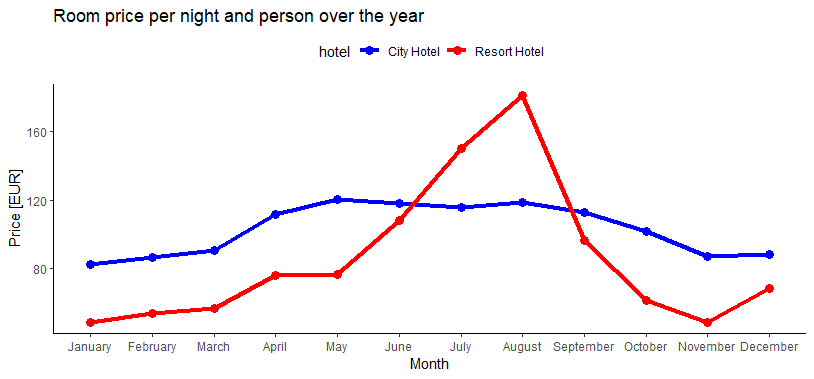 Room price per night and person over the year
hotel City Hotel Resort Hotel
Price [EUR]
160
120
80
January February March April May June July August September October November December
Month